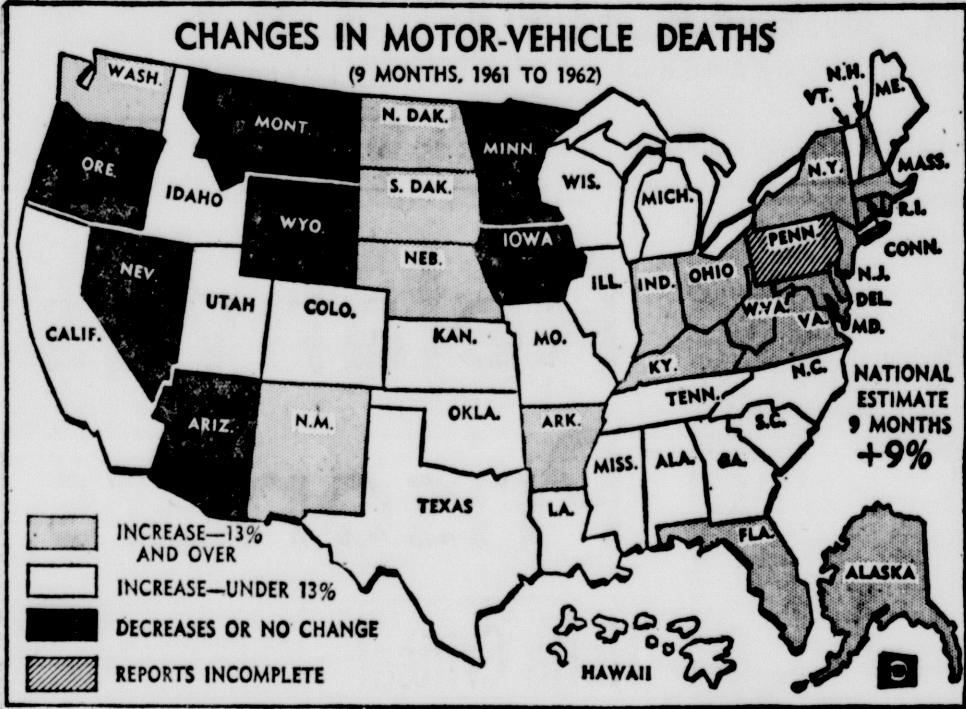 CHANGES IN MOTOR-VEHICLE DEATHS
(9 MONTHS, 1961 TO 1962)
WASH.
ORE.
IDAHO
MONT.
WYO.
N. DAK.
S. DAK.
NEB.
MINN.
IOWA
WIS.
MICH.
NEV.
UTAH
COLO.
CALIF.
KAN.
MO.
ILL.
IND.
OHIO
PENN.
N.Y.
VT.
N.H.
ME.
MASS.
R.I.
CONN.
N.J.
DEL.
MD.
W.VA.
VA.
KY.
N.C.
TENN.
S.C.
ARIZ.
N.M.
OKLA.
ARK.
MISS.
ALA.
GA.
TEXAS
LA.
FLA.
NATIONAL
ESTIMATE
9 MONTHS
+9%
INCREASE—13%
AND OVER
INCREASE—UNDER 13%
DECREASES OR NO CHANGE
REPORTS INCOMPLETE
HAWAII
ALASKA